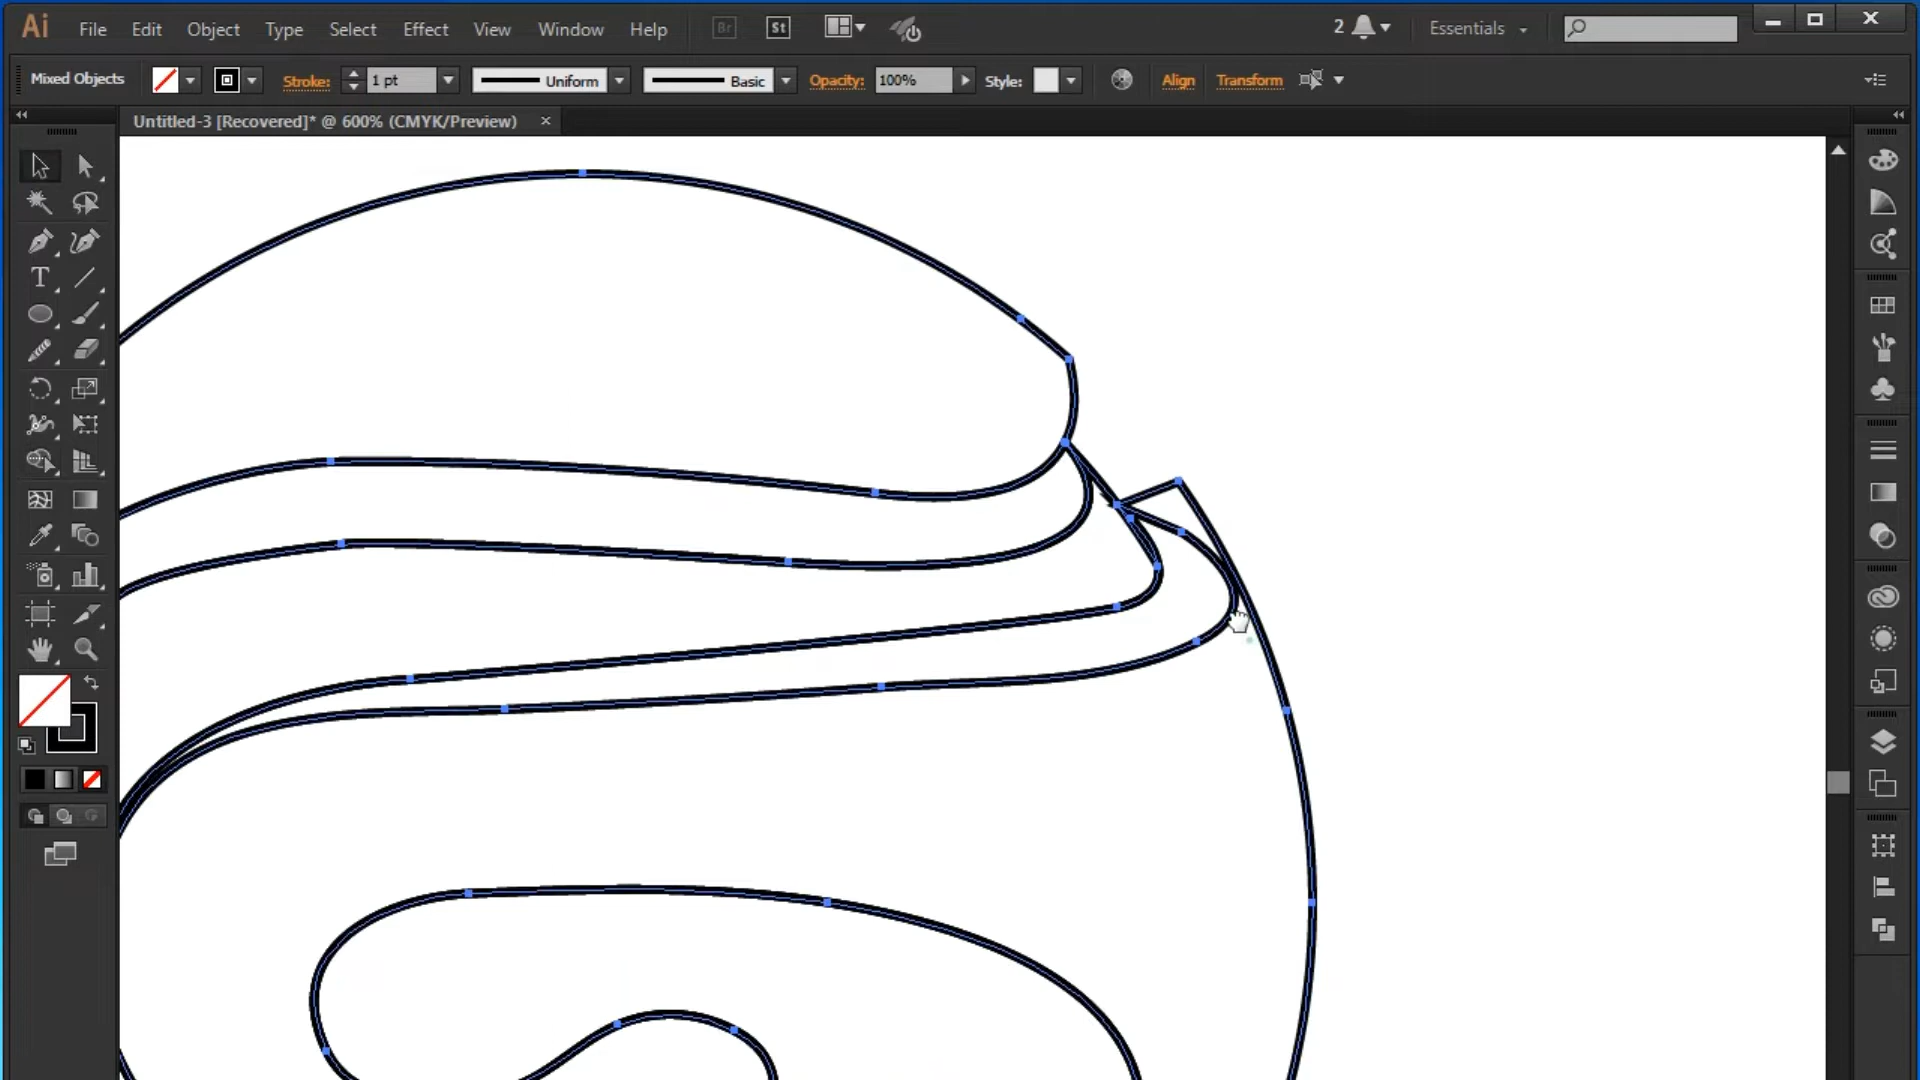 Ai File Edit Object Type Select Effect View Window Help Br St 2 Essentials
Mixed Objects Stroke: 1 pt Uniform Basic Opacity: 100% Style: Align Transform
Untitled-3 [Recovered]* @ 600% (CMYK/Preview) ×
T